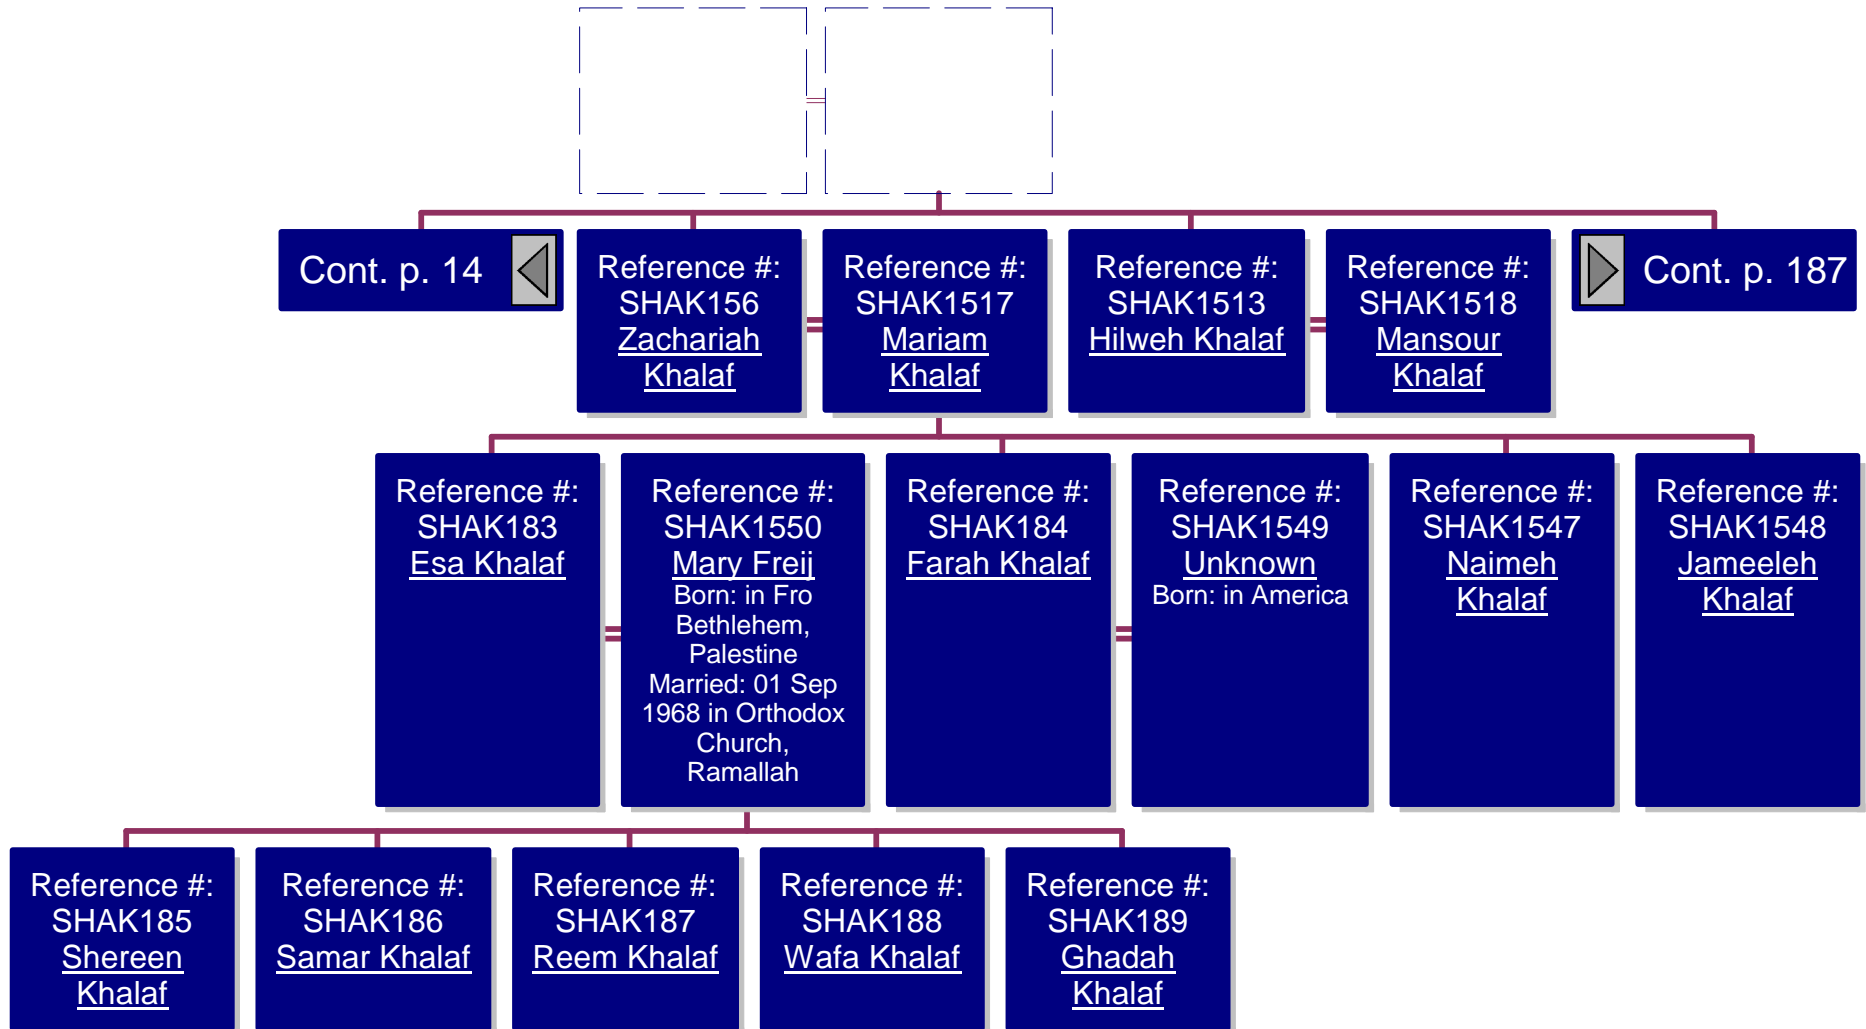 Cont. p. 14
Reference #:
SHAK156
Zachariah
Khalaf
Reference #:
SHAK1517
Mariam
Khalaf
Reference #:
SHAK1513
Hilweh Khalaf
Reference #:
SHAK1518
Mansour
Khalaf
Cont. p. 187
Reference #:
SHAK183
Esa Khalaf
Reference #:
SHAK1550
Mary Freij
Born: in Fro
Bethlehem,
Palestine
Married: 01 Sep
1968 in Orthodox
Church,
Ramallah
Reference #:
SHAK184
Farah Khalaf
Reference #:
SHAK1549
Unknown
Born: in America
Reference #:
SHAK1547
Naimeh
Khalaf
Reference #:
SHAK1548
Jameeleh
Khalaf
Reference #:
SHAK185
Shereen
Khalaf
Reference #:
SHAK186
Samar Khalaf
Reference #:
SHAK187
Reem Khalaf
Reference #:
SHAK188
Wafa Khalaf
Reference #:
SHAK189
Ghadah
Khalaf